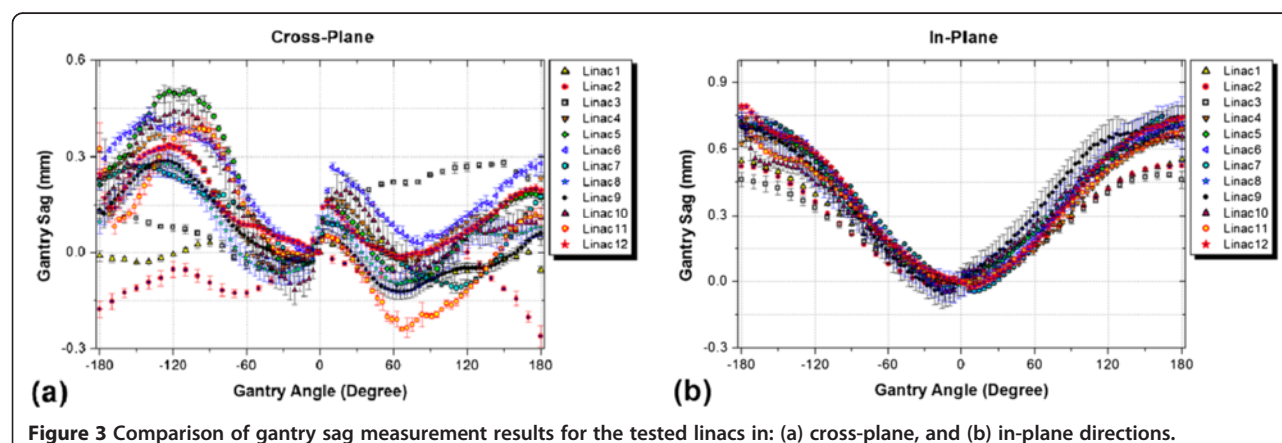 Cross-Plane
In-Plane
0.6
0.3
0.0
-0.3
Gantry Sag (mm)
-180
-120
-60
0
60
120
180
Gantry Angle (Degree)
Linac1
Linac2
Linac3
Linac4
Linac5
Linac6
Linac7
Linac8
Linac9
Linac10
Linac11
Linac12
(a)
0.9
0.6
0.3
0.0
-0.3
Gantry Sag (mm)
-180
-120
-60
0
60
120
180
Gantry Angle (Degree)
Linac1
Linac2
Linac3
Linac4
Linac5
Linac6
Linac7
Linac8
Linac9
Linac10
Linac11
Linac12
(b)
Figure 3 Comparison of gantry sag measurement results for the tested linacs in: (a) cross-plane, and (b) in-plane directions.